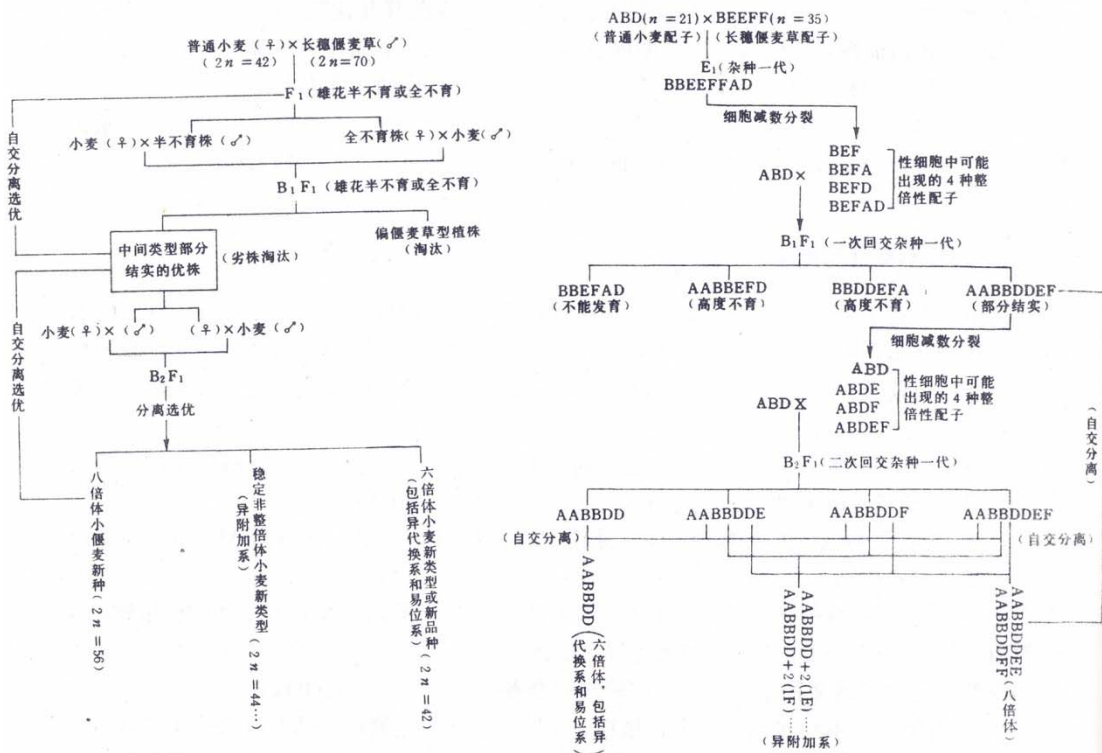 普通小麦(♀)×长穗偃麦草(♂)
(2n=42) (2n=70)
F₁(雄花半不育或全不育)
小麦(♀)×半不育株(♂) 全不育株(♀)×小麦(♂)
B₁F₁(雄花半不育或全不育)
自交分离选优
中间类型部分
结实的优株
(劣株淘汰)
偏偃麦草型植株
(淘汰)
小麦(♀)×(♂) (♀)×小麦(♂)
自交分离选优
B₂F₁
分离选优
八倍体小偃麦新种(2n=56)
稳定非整倍体小麦新类型(2n=44…)
(异附加系)
六倍体小麦新类型或新品种(2n=42)
(包括异代换系和易位系)
ABD(n=21)×BEEFF(n=35)
(普通小麦配子) (长穗偃麦草配子)
E₁(杂种一代)
BBEEFFAD
细胞减数分裂
ABD×
BEF
BEFA
BEFD
BEFAD
性细胞中可能
出现的4种整
倍性配子
B₁F₁(一次回交杂种一代)
BBEFAD AABBEFD BBDDEFA AABBDDEF
(不能发育) (高度不育) (高度不育) (部分结实)
细胞减数分裂
ABDX
ABD
ABDE
ABDF
ABDEF
性细胞中可能
出现的4种整
倍性配子
(自交分离)
B₂F₁(二次回交杂种一代)
AABBDD AABBDDE AABBDDF AABBDDEF
(自交分离) (自交分离)
AABBDD(六倍体,包括异
代换系和易位系)
AABBDD+2(1E)……
AABBDD+2(1F)……
(异附加系)
AABBDDEE
AABBDDFF(八倍体)